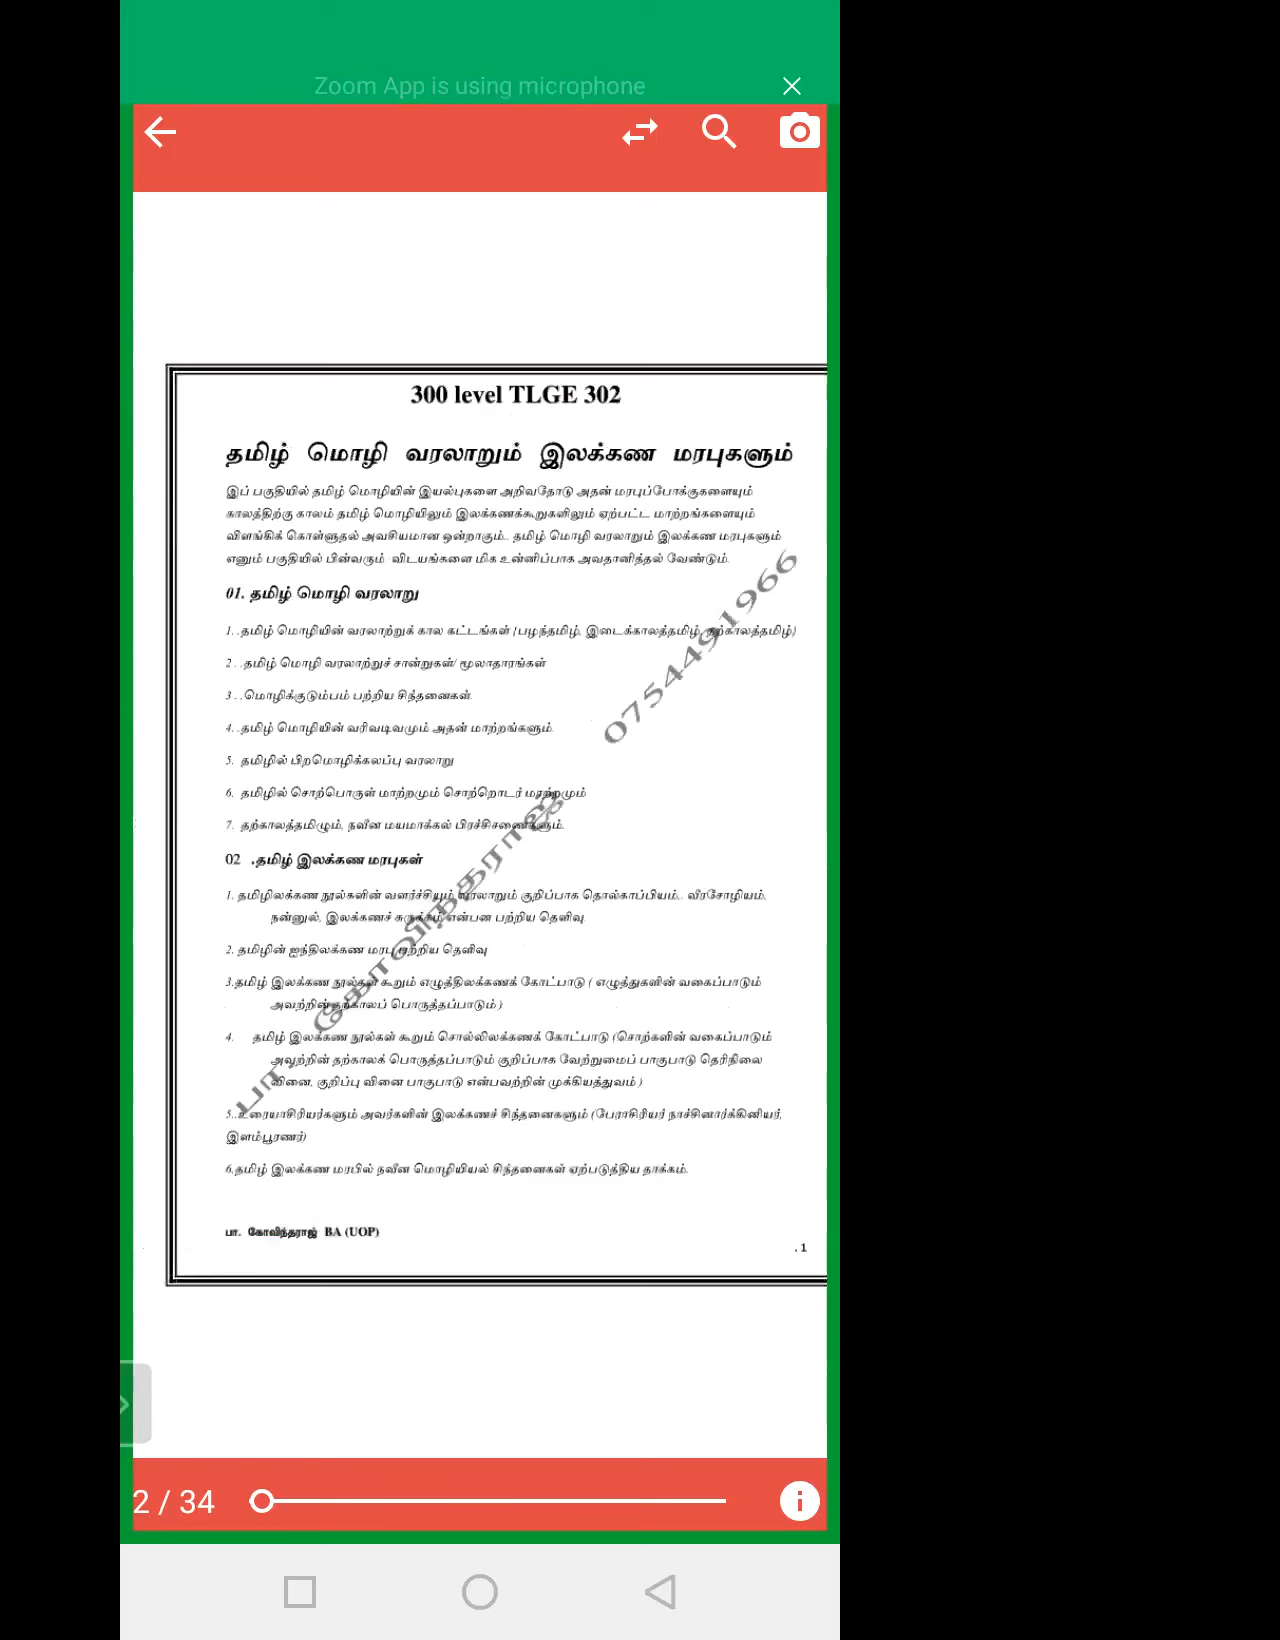 Zoom App is using microphone
300 level TLGE 302
தமிழ் மொழி வரலாறும் இலக்கண மரபுகளும்
இப் பகுதியில் தமிழ் மொழியின் இயல்புகளை அறிவதோடு அதன் மரபுப்போக்குகளையும்
காலத்திற்கு காலம் தமிழ் மொழியிலும் இலக்கணக்கூறுகளிலும் ஏற்பட்ட மாற்றங்களையும்
விளங்கிக் கொள்ளுதல் அவசியமான ஒன்றாகும்.. தமிழ் மொழி வரலாறும் இலக்கண மரபுகளும்
எனும் பகுதியில் பின்வரும் விடயங்களை மிக உன்னிப்பாக அவதானித்தல் வேண்டும்.
01. தமிழ் மொழி வரலாறு
1. .தமிழ் மொழியின் வரலாற்றுக் கால கட்டங்கள் {பழந்தமிழ், இடைக்காலத்தமிழ், தற்காலத்தமிழ்}
2 . .தமிழ் மொழி வரலாற்றுச் சான்றுகள்/ மூலாதாரங்கள்
3 . .மொழிக்குடும்பம் பற்றிய சிந்தனைகள்.
4. .தமிழ் மொழியின் வரிவடிவமும் அதன் மாற்றங்களும்.
5. தமிழில் பிறமொழிக்கலப்பு வரலாறு
6. தமிழில் சொற்பொருள் மாற்றமும் சொற்றொடர் மாற்றமும்
7. தற்காலத்தமிழும், நவீன மயமாக்கல் பிரச்சிசணைகளும்.
02 .தமிழ் இலக்கண மரபுகள்
1. தமிழிலக்கண நூல்களின் வளர்ச்சியும் வரலாறும் குறிப்பாக தொல்காப்பியம்,. வீரசோழியம்,
நன்னுல், இலக்கணச் சுருக்கம் என்பன பற்றிய தெளிவு
2. தமிழின் ஐந்திலக்கண மரபு பற்றிய தெளிவு
3.தமிழ் இலக்கண நூல்கள் கூறும் எழுத்திலக்கணக் கோட்பாடு ( எழுத்துகளின் வகைப்பாடும்
அவற்றின் தற்காலப் பொருத்தப்பாடும் )
4. தமிழ் இலக்கண நூல்கள் கூறும் சொல்லிலக்கணக் கோட்பாடு (சொற்களின் வகைப்பாடும்
அவற்றின் தற்காலக் பொருத்தப்பாடும் குறிப்பாக வேற்றுமைப் பாகுபாடு தெரிநிலை
வினை, குறிப்பு வினை பாகுபாடு என்பவற்றின் முக்கியத்துவம் )
5..உரையாசிரியர்களும் அவர்களின் இலக்கணச் சிந்தனைகளும் (பேராசிரியர் நாச்சினார்க்கினியர்,
இளம்பூரணர்)
6.தமிழ் இலக்கண மரபில் நவீன மொழியியல் சிந்தனைகள் ஏற்படுத்திய தாக்கம்.
பா. கோவிந்தராஜ் 0754491966
பா. கோவிந்தராஜ் BA (UOP)
. 1
2 / 34